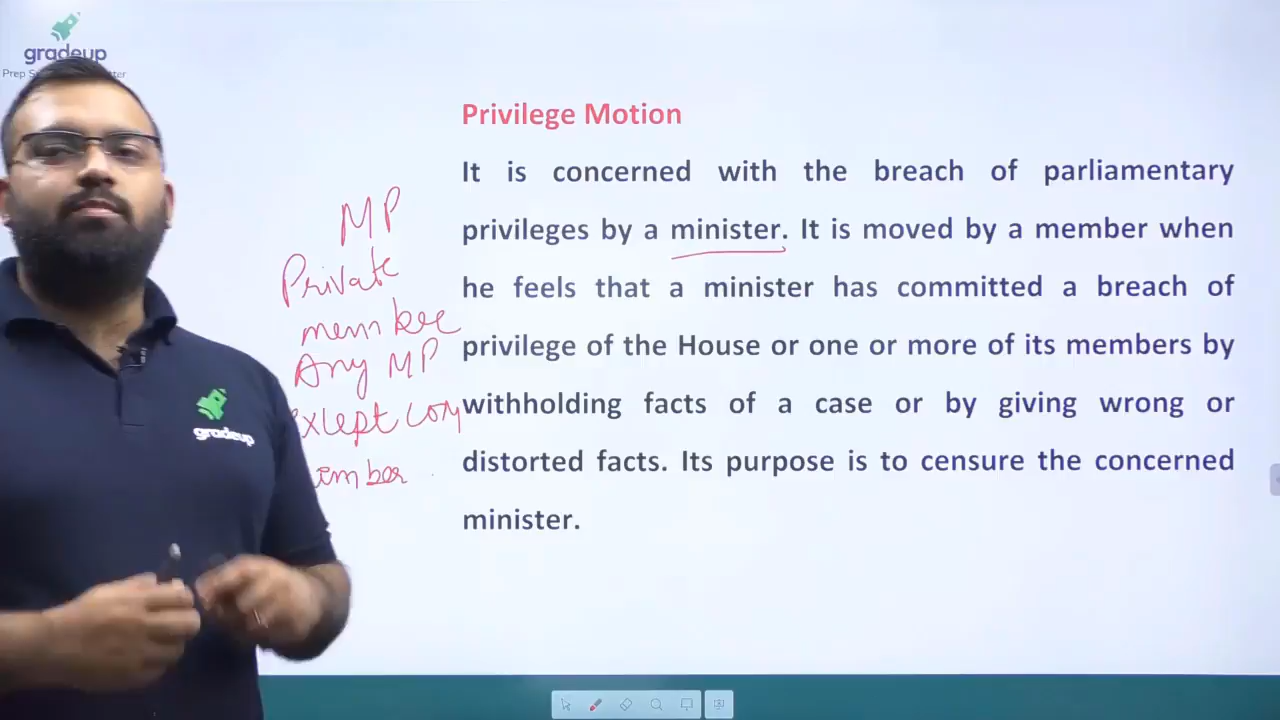 gradeup
Privilege Motion
It is concerned with the breach of parliamentary
privileges by a minister. It is moved by a member when
he feels that a minister has committed a breach of
privilege of the House or one or more of its members by
withholding facts of a case or by giving wrong or
distorted facts. Its purpose is to censure the concerned
minister.
MP
Private
member
Any MP
gradeup